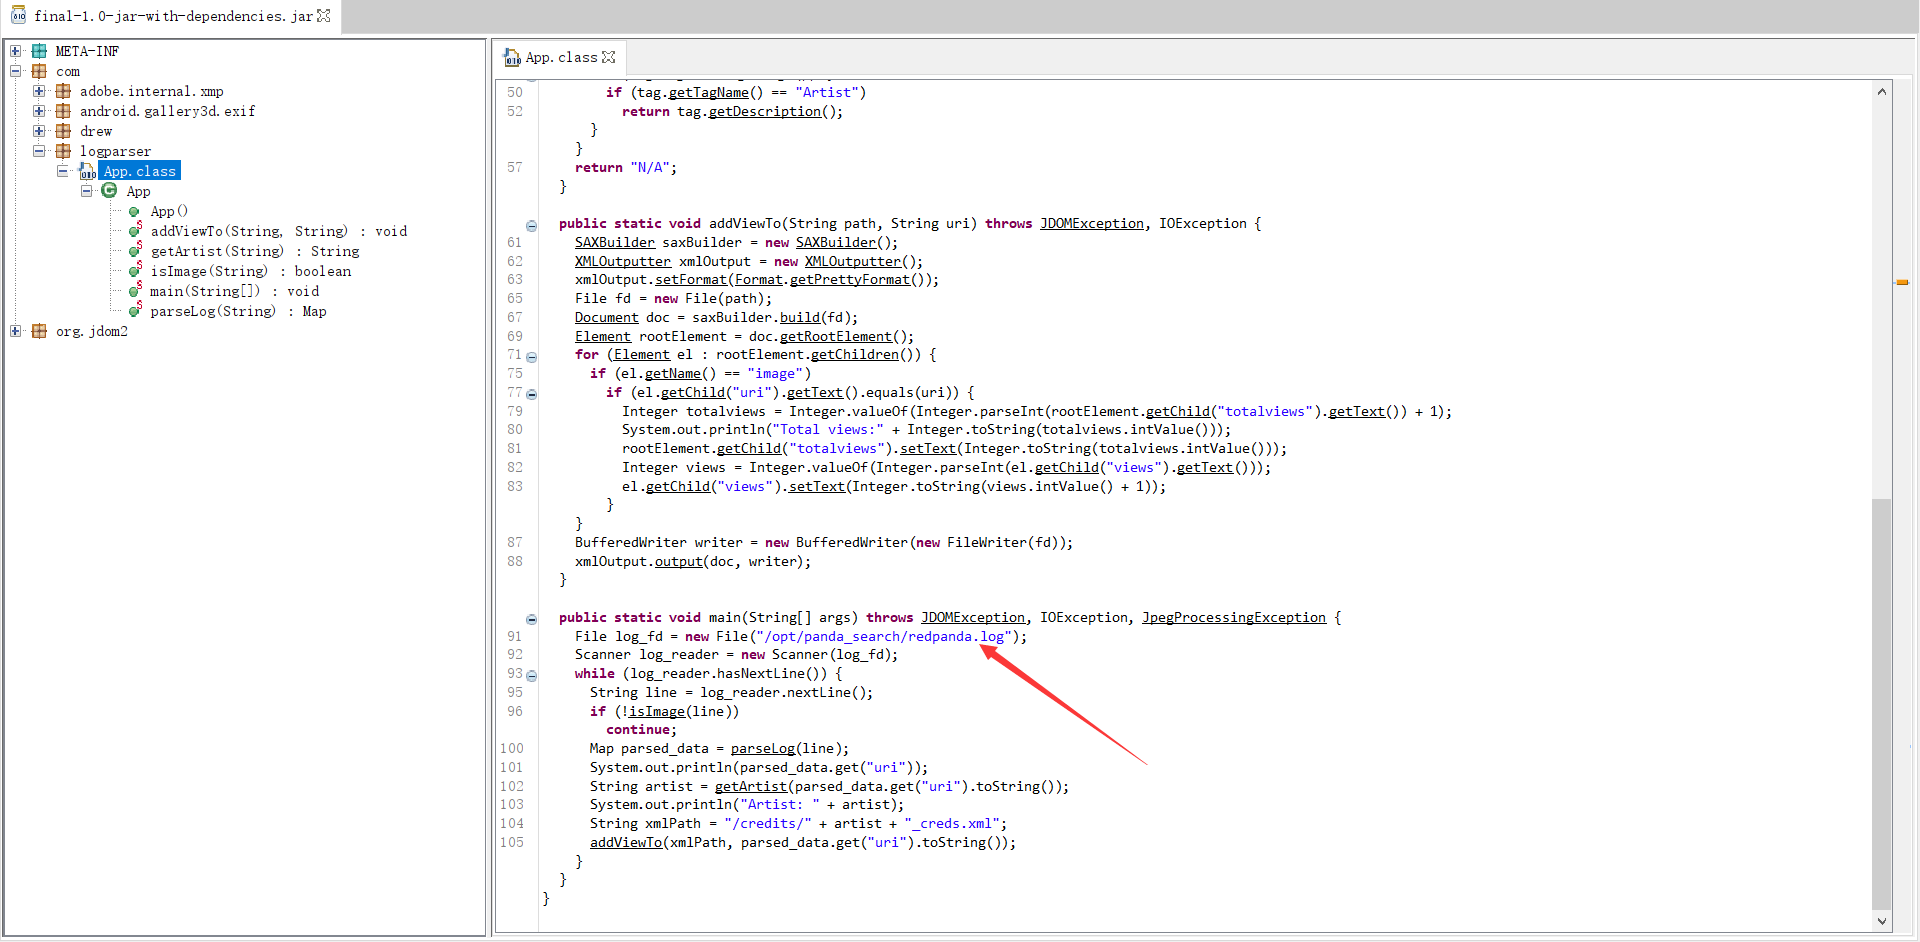 final-1.0-jar-with-dependencies.jar
META-INF
com
adobe.internal.xmp
android.gallery3d.exif
drew
logparser
App.class
App
App()
addViewTo(String, String) : void
getArtist(String) : String
isImage(String) : boolean
main(String[]) : void
parseLog(String) : Map
org.jdom2
App.class
50 if (tag.getTagName() == "Artist")
52 return tag.getDescription();
}
}
57 return "N/A";
}
public static void addViewTo(String path, String uri) throws JDOMException, IOException {
61 SAXBuilder saxBuilder = new SAXBuilder();
62 XMLOutputter xmlOutput = new XMLOutputter();
63 xmlOutput.setFormat(Format.getPrettyFormat());
65 File fd = new File(path);
67 Document doc = saxBuilder.build(fd);
69 Element rootElement = doc.getRootElement();
71 for (Element el : rootElement.getChildren()) {
75 if (el.getName() == "image")
77 if (el.getChild("uri").getText().equals(uri)) {
79 Integer totalviews = Integer.valueOf(Integer.parseInt(rootElement.getChild("totalviews").getText()) + 1);
80 System.out.println("Total views:" + Integer.toString(totalviews.intValue()));
81 rootElement.getChild("totalviews").setText(Integer.toString(totalviews.intValue()));
82 Integer views = Integer.valueOf(Integer.parseInt(el.getChild("views").getText()));
83 el.getChild("views").setText(Integer.toString(views.intValue() + 1));
}
}
87 BufferedWriter writer = new BufferedWriter(new FileWriter(fd));
88 xmlOutput.output(doc, writer);
}
public static void main(String[] args) throws JDOMException, IOException, JpegProcessingException {
91 File log_fd = new File("/opt/panda_search/redpanda.log");
92 Scanner log_reader = new Scanner(log_fd);
93 while (log_reader.hasNextLine()) {
95 String line = log_reader.nextLine();
96 if (!isImage(line))
continue;
100 Map parsed_data = parseLog(line);
101 System.out.println(parsed_data.get("uri"));
102 String artist = getArtist(parsed_data.get("uri").toString());
103 System.out.println("Artist: " + artist);
104 String xmlPath = "/credits/" + artist + "_creds.xml";
105 addViewTo(xmlPath, parsed_data.get("uri").toString());
}
}
}